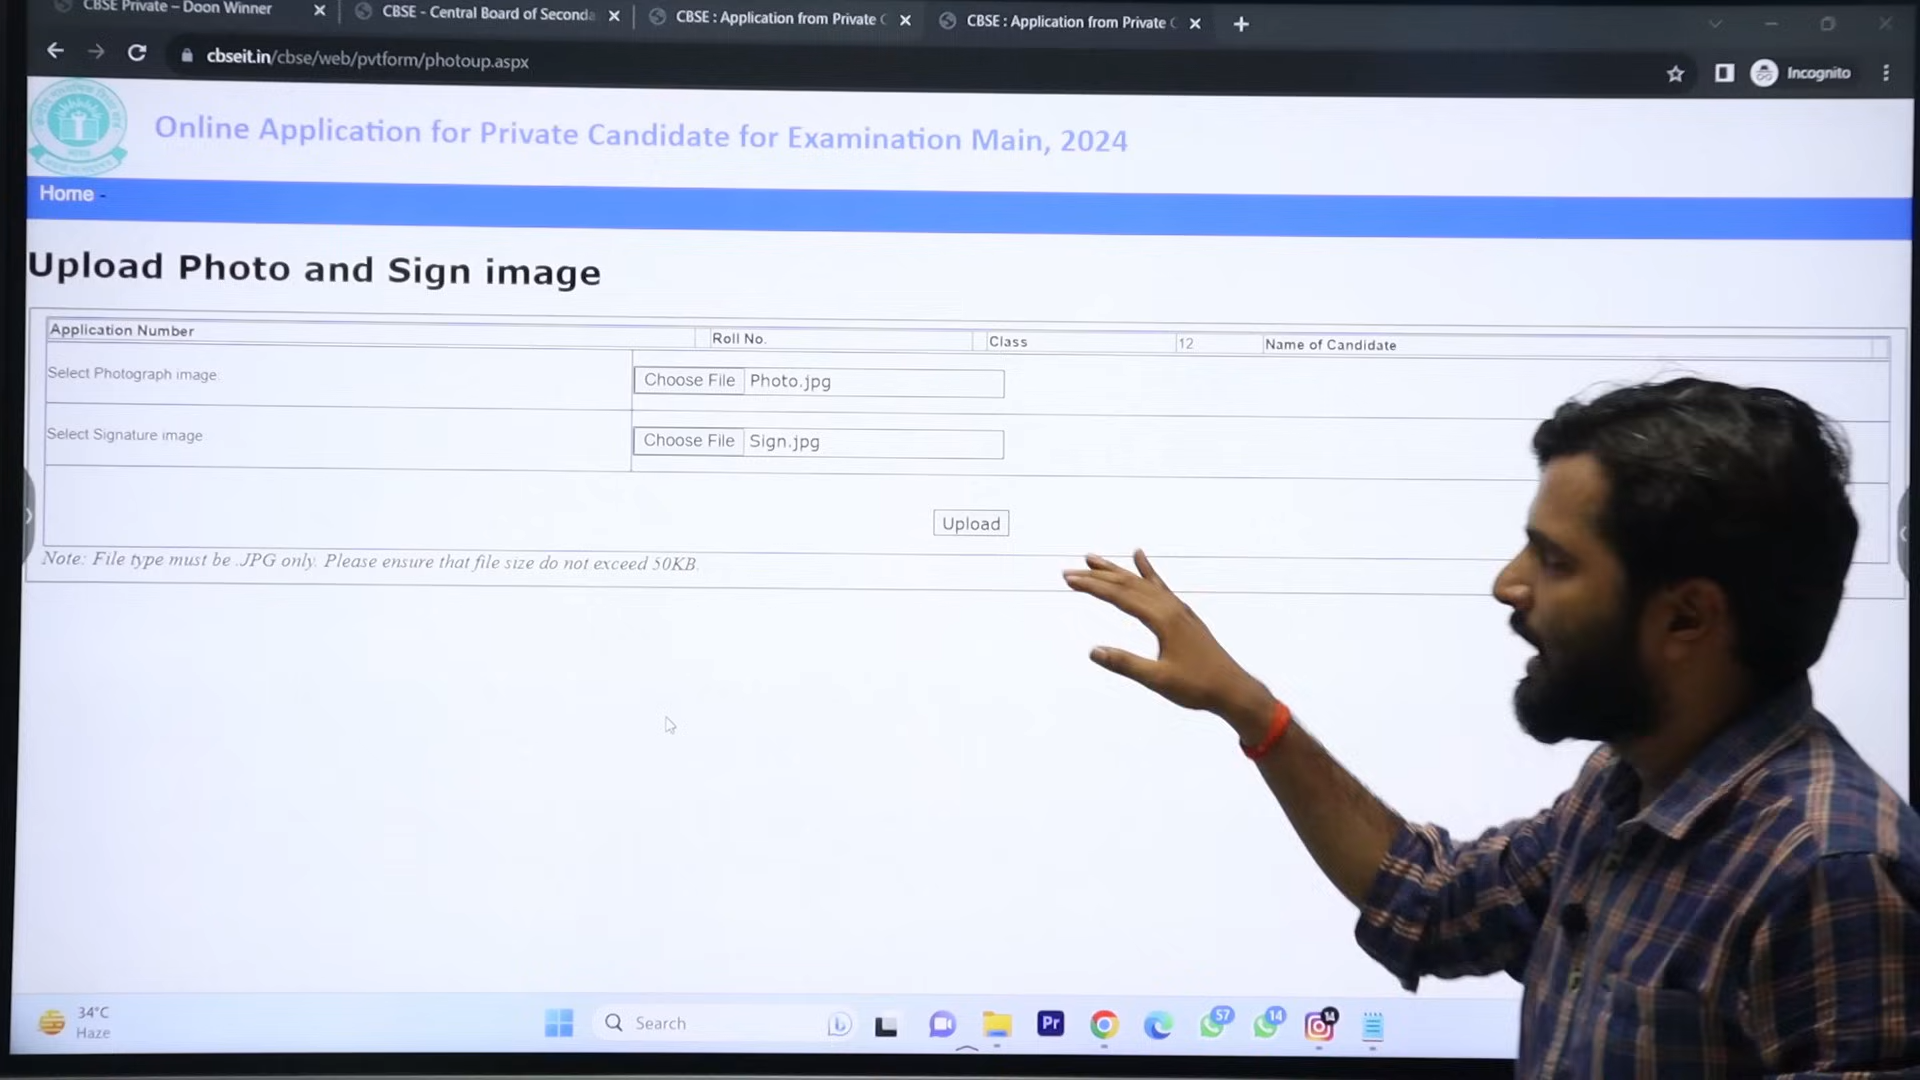 CBSE Private – Doon Winner
CBSE - Central Board of Seconda
CBSE : Application from Private C
CBSE : Application from Private C
cbseit.in/cbse/web/pvtform/photoup.aspx
Incognito
Online Application for Private Candidate for Examination Main, 2024
Home -
Upload Photo and Sign image
Application Number Roll No. Class 12 Name of Candidate
Select Photograph image Choose File Photo.jpg
Select Signature image Choose File Sign.jpg
Upload
Note: File type must be .JPG only. Please ensure that file size do not exceed 50KB.
34°C
Haze
Search
Pr
57
14
14